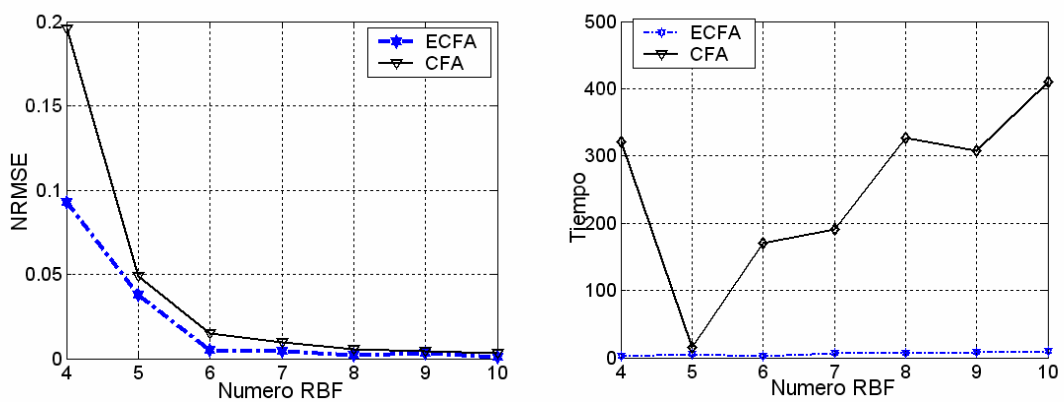 0.2
0.15
0.1
0.05
0
NRMSE
ECFA
CFA
4 5 6 7 8 9 10
Numero RBF
500
400
300
200
100
0
Tiempo
ECFA
CFA
4 5 6 7 8 9 10
Numero RBF